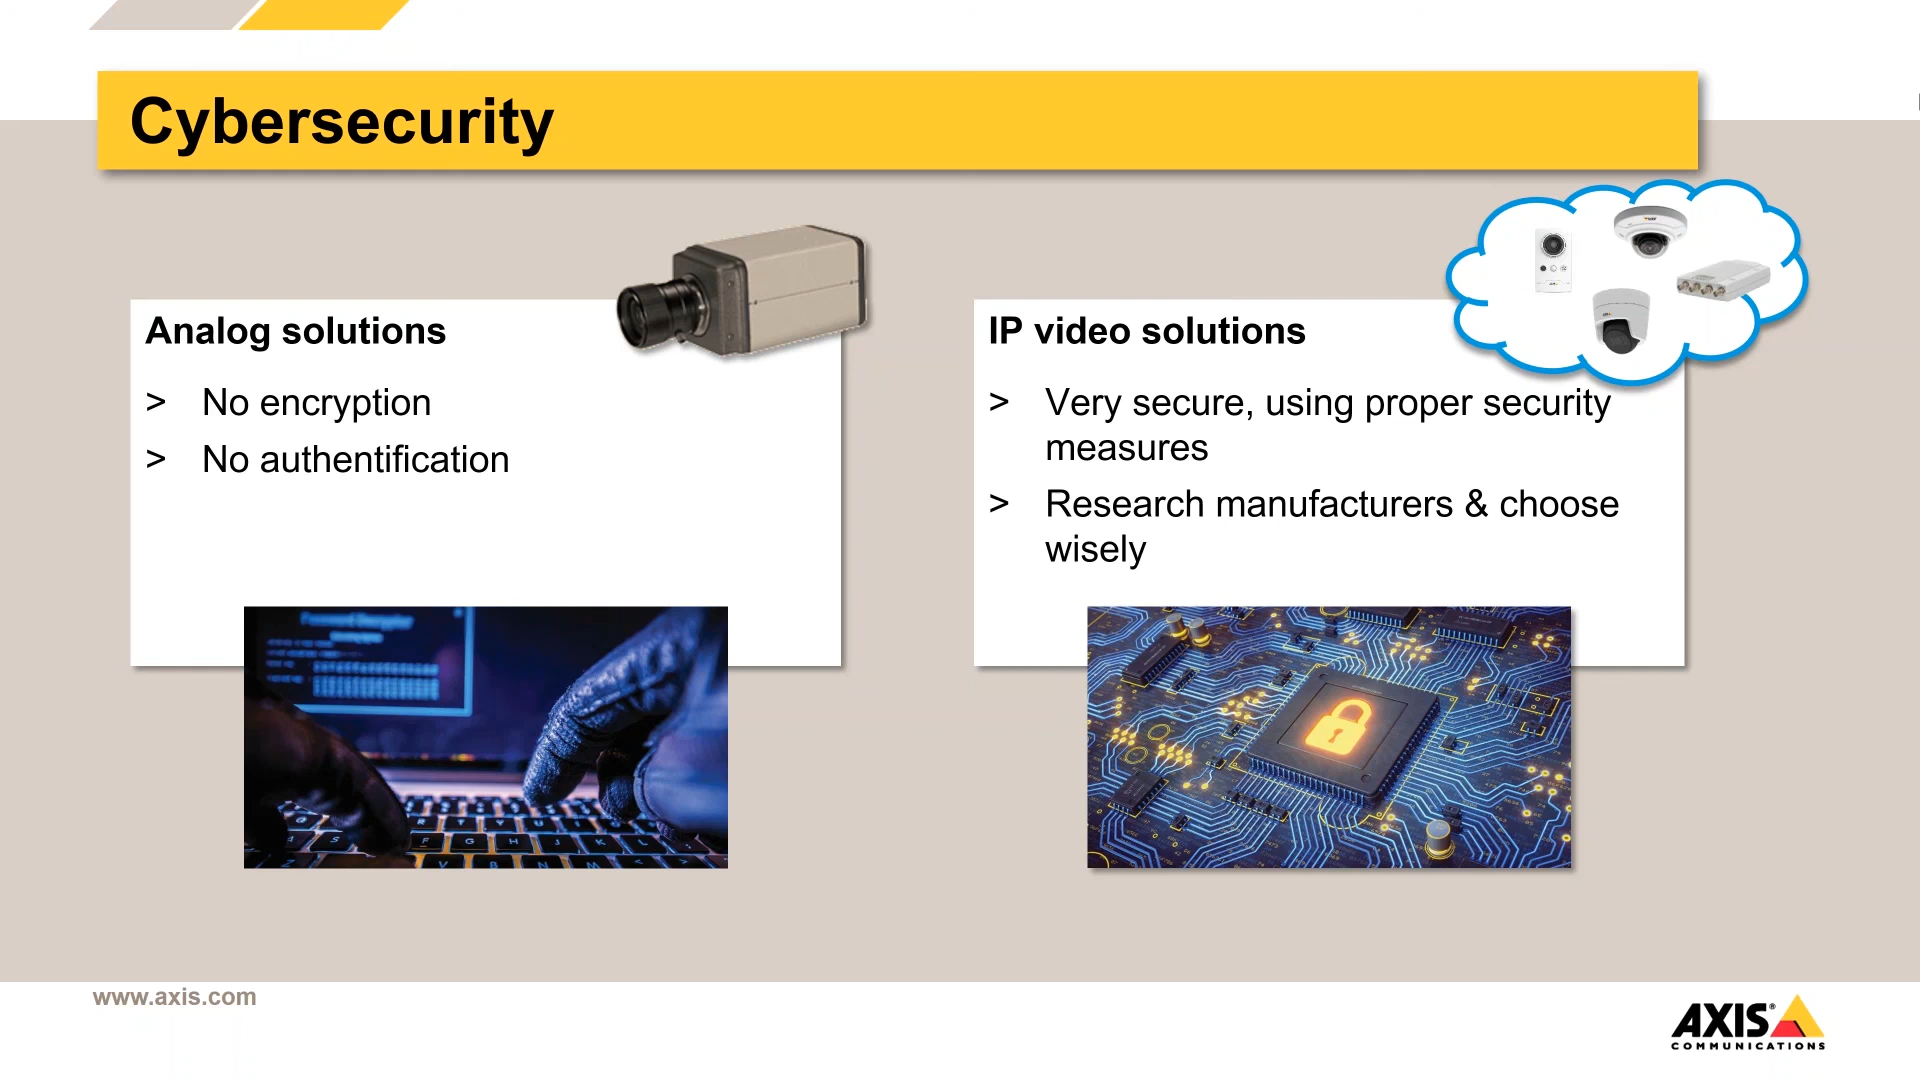 Cybersecurity
Analog solutions
> No encryption
> No authentification
IP video solutions
> Very secure, using proper security
measures
> Research manufacturers & choose
wisely
www.axis.com
AXIS
COMMUNICATIONS